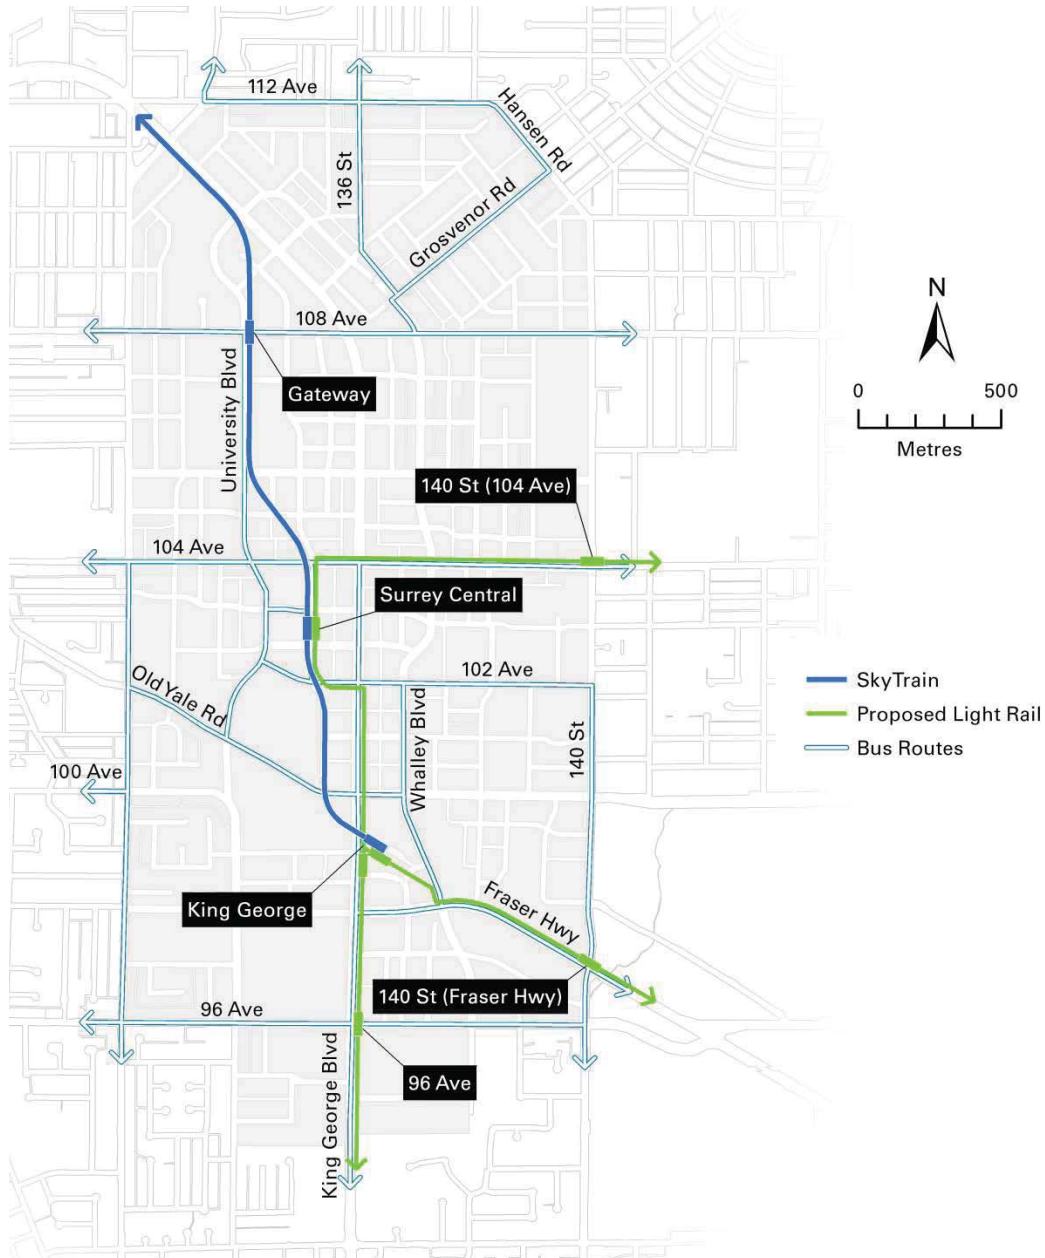 112 Ave
Hansen Rd
136 St
Grosvenor Rd
N
108 Ave
0 500
Metres
Gateway
University Blvd
140 St (104 Ave)
104 Ave
Surrey Central
102 Ave
Old Yale Rd
SkyTrain
Proposed Light Rail
Bus Routes
Whalley Blvd
140 St
100 Ave
King George
Fraser Hwy
140 St (Fraser Hwy)
96 Ave
96 Ave
King George Blvd